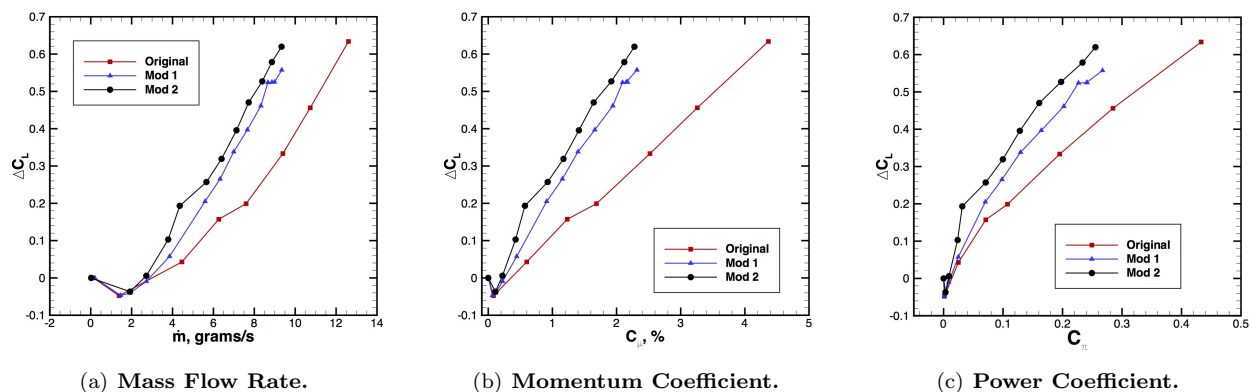 0.7
0.6
0.5
0.4
0.3
0.2
0.1
0
-0.1
△C_L
Original
Mod 1
Mod 2
-2 0 2 4 6 8 10 12 14
ṁ, grams/s
(a) Mass Flow Rate.
0.7
0.6
0.5
0.4
0.3
0.2
0.1
0
-0.1
△C_L
Original
Mod 1
Mod 2
0 1 2 3 4 5
C_μ, %
(b) Momentum Coefficient.
0.7
0.6
0.5
0.4
0.3
0.2
0.1
0
-0.1
△C_L
Original
Mod 1
Mod 2
0 0.1 0.2 0.3 0.4 0.5
C_π
(c) Power Coefficient.